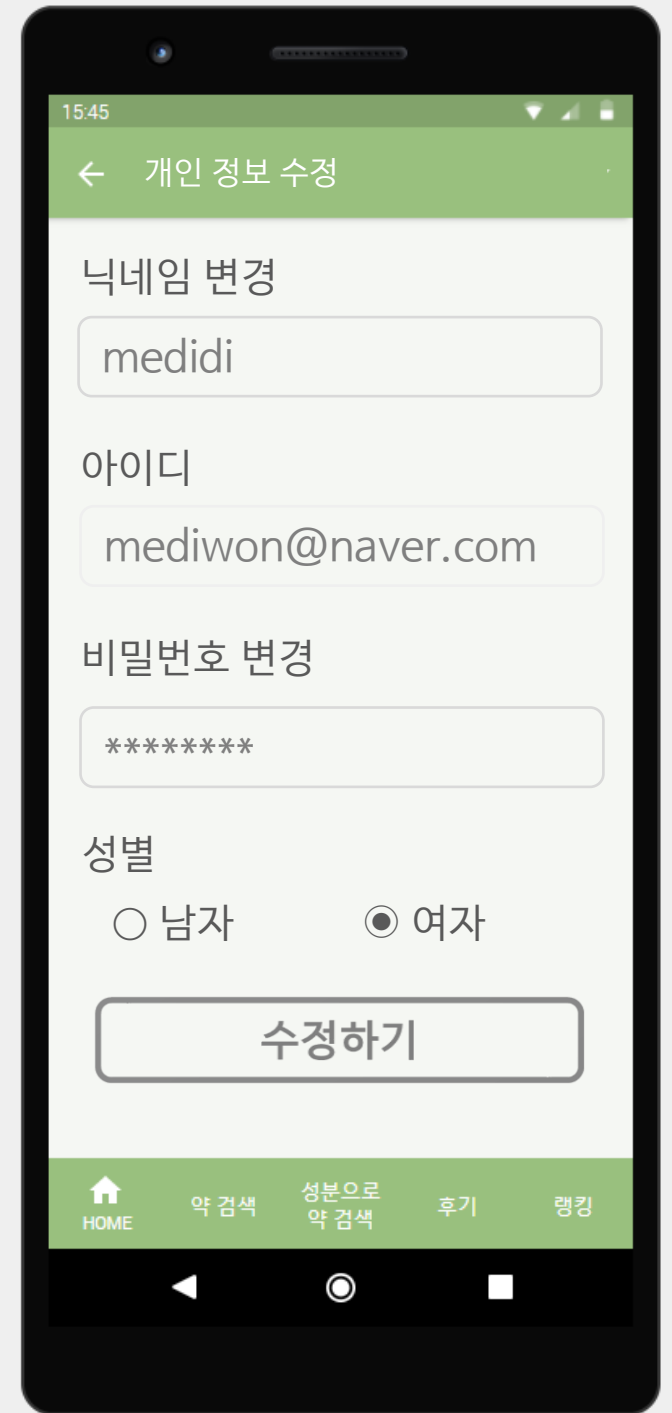 15:45
개인 정보 수정
닉네임 변경
medidi
아이디
mediwon@naver.com
비밀번호 변경
********
성별
남자 여자
수정하기
HOME 약 검색 성분으로 약 검색 후기 랭킹